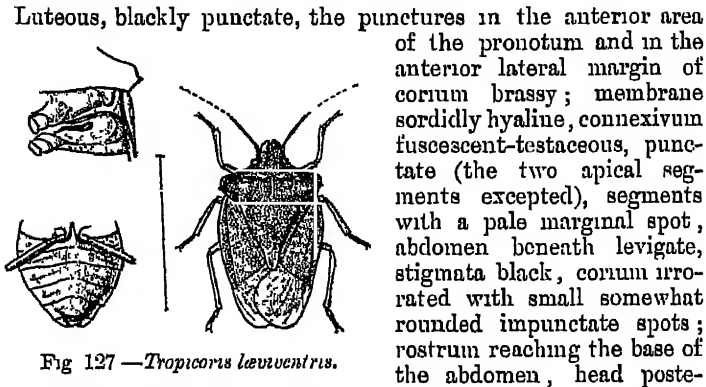 Luteous, blackly punctate, the punctures in the anterior area
of the pronotum and in the
anterior lateral margin of
corium brassy; membrane
sordidly hyaline, connexivum
fuscescent-testaceous, punc-
tate (the two apical seg-
ments excepted), segments
with a pale marginal spot,
abdomen beneath levigate,
stigmata black, corium irro-
rated with small somewhat
rounded impunctate spots;
rostrum reaching the base of
the abdomen, head poste-
Fig 127 —Tropicoris læviventris.